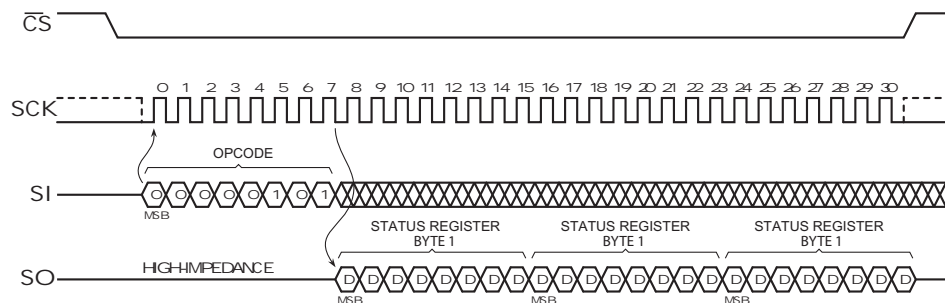 CS
0 1 2 3 4 5 6 7 8 9 10 11 12 13 14 15 16 17 18 19 20 21 22 23 24 25 26 27 28 29 30
SCK
OPCODE
SI 0 0 0 0 0 1 0 1
MSB
STATUS REGISTER BYTE 1
STATUS REGISTER BYTE 1
STATUS REGISTER BYTE 1
HIGH-IMPEDANCE
SO D D D D D D D D D D D D D D D D D D D D D D D D
MSB MSB MSB